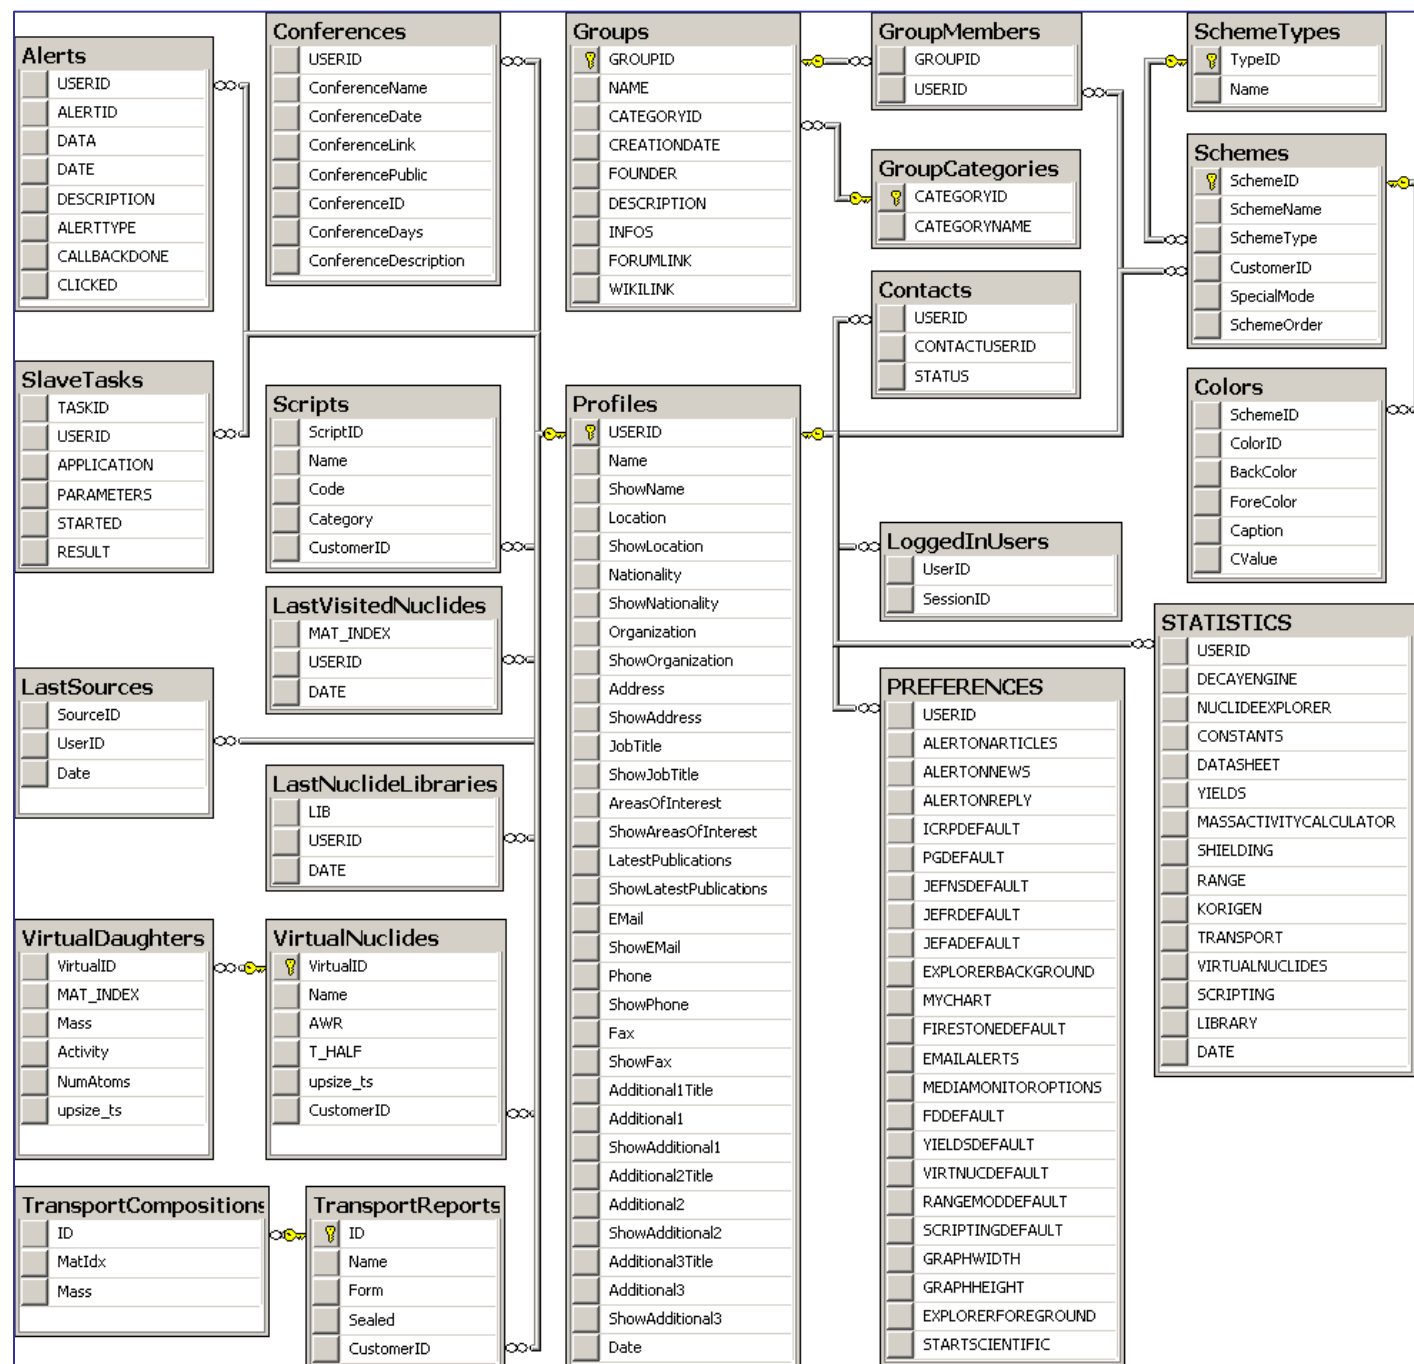 Alerts
USERID
ALERTID
DATA
DATE
DESCRIPTION
ALERTTYPE
CALLBACKDONE
CLICKED
Conferences
USERID
ConferenceName
ConferenceDate
ConferenceLink
ConferencePublic
ConferenceID
ConferenceDays
ConferenceDescription
Groups
GROUPID
NAME
CATEGORYID
CREATIONDATE
FOUNDER
DESCRIPTION
INFOS
FORUMLINK
WIKILINK
GroupMembers
GROUPID
USERID
GroupCategories
CATEGORYID
CATEGORYNAME
Contacts
USERID
CONTACTUSERID
STATUS
SchemeTypes
TypeID
Name
Schemes
SchemeID
SchemeName
SchemeType
CustomerID
SpecialMode
SchemeOrder
Colors
SchemeID
ColorID
BackColor
ForeColor
Caption
CValue
SlaveTasks
TASKID
USERID
APPLICATION
PARAMETERS
STARTED
RESULT
Scripts
ScriptID
Name
Code
Category
CustomerID
LastVisitedNuclides
MAT_INDEX
USERID
DATE
LastSources
SourceID
UserID
Date
LastNuclideLibraries
LIB
USERID
DATE
VirtualDaughters
VirtualID
MAT_INDEX
Mass
Activity
NumAtoms
upsize_ts
VirtualNuclides
VirtualID
Name
AWR
T_HALF
upsize_ts
CustomerID
TransportCompositions
ID
MatIdx
Mass
TransportReports
ID
Name
Form
Sealed
CustomerID
Profiles
USERID
Name
ShowName
Location
ShowLocation
Nationality
ShowNationality
Organization
ShowOrganization
Address
ShowAddress
JobTitle
ShowJobTitle
AreasOfInterest
ShowAreasOfInterest
LatestPublications
ShowLatestPublications
EMail
ShowEMail
Phone
ShowPhone
Fax
ShowFax
Additional1Title
Additional1
ShowAdditional1
Additional2Title
Additional2
ShowAdditional2
Additional3Title
Additional3
ShowAdditional3
Date
LoggedInUsers
UserID
SessionID
PREFERENCES
USERID
ALERTONARTICLES
ALERTONNEWS
ALERTONREPLY
ICRPDEFAULT
PGDEFAULT
JEFNSDEFAULT
JEFRDEFAULT
JEFADEFAULT
EXPLORERBACKGROUND
MYCHART
FIRESTONEDEFAULT
EMAILALERTS
MEDIAMONITOROPTIONS
FDDEFAULT
YIELDSDEFAULT
VIRTNUCDEFAULT
RANGEMODDEFAULT
SCRIPTINGDEFAULT
GRAPHWIDTH
GRAPHHEIGHT
EXPLORERFOREGROUND
STARTSCIENTIFIC
STATISTICS
USERID
DECAYENGINE
NUCLIDEEXPLORER
CONSTANTS
DATASHEET
YIELDS
MASSACTIVITYCALCULATOR
SHIELDING
RANGE
KORIGEN
TRANSPORT
VIRTUALNUCLIDES
SCRIPTING
LIBRARY
DATE